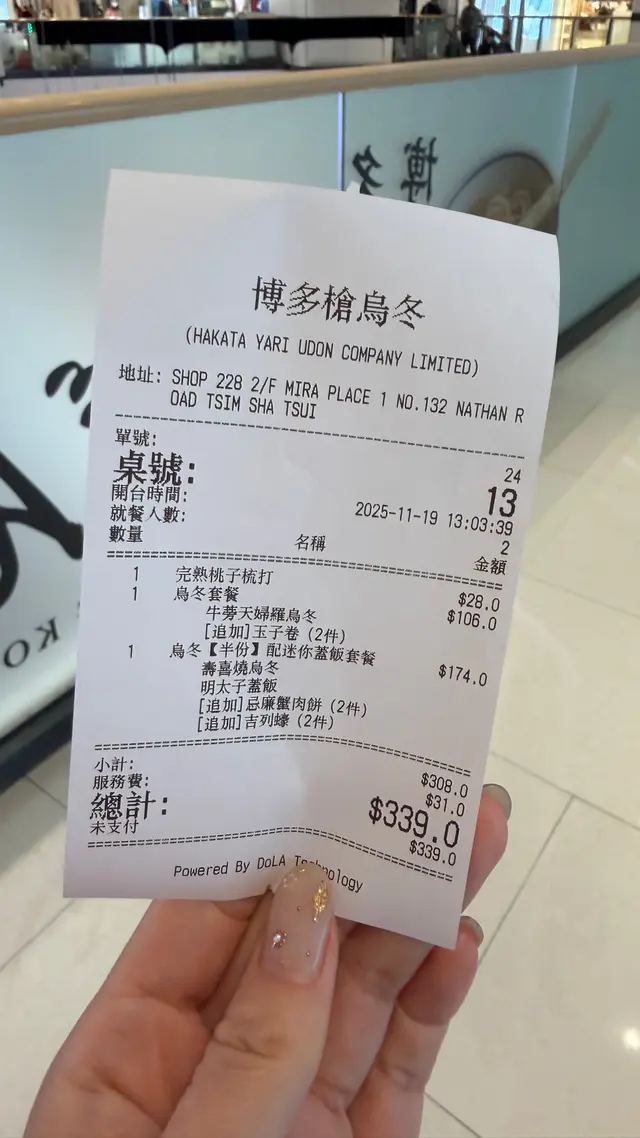 博多
博多槍烏冬
(HAKATA YARI UDON COMPANY LIMITED)
地址: SHOP 228 2/F MIRA PLACE 1 NO.132 NATHAN R
OAD TSIM SHA TSUI
單號: 24
桌號: 13
開台時間: 2025-11-19 13:03:39
就餐人數: 2
數量 名稱 金額
1 完熟桃子梳打 $28.0
1 烏冬套餐 $106.0
牛蒡天婦羅烏冬
[追加]玉子卷 (2件)
1 烏冬【半份】配迷你蓋飯套餐 $174.0
壽喜燒烏冬
明太子蓋飯
[追加]忌廉蟹肉餅 (2件)
[追加]吉列蠔 (2件)
小計: $308.0
服務費: $31.0
總計: $339.0
未支付 $339.0
Powered By DoLA Technology